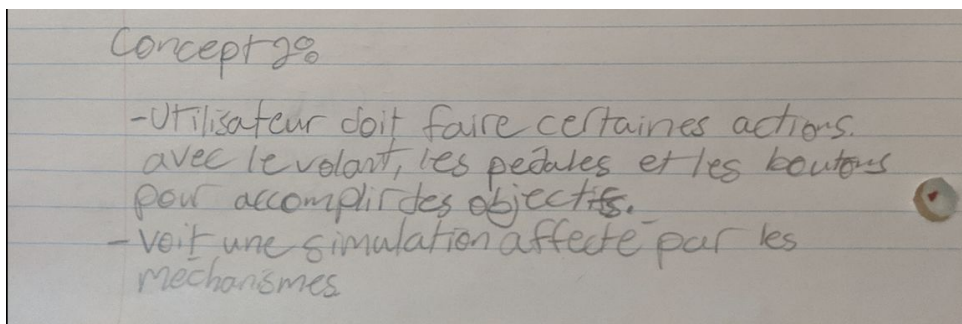 Concept 2:
-Utilisateur doit faire certaines actions.
avec le volant, les pedales et les boutons
pour accomplir des objectifs.
- voit une simulation affecté par les
mechanismes